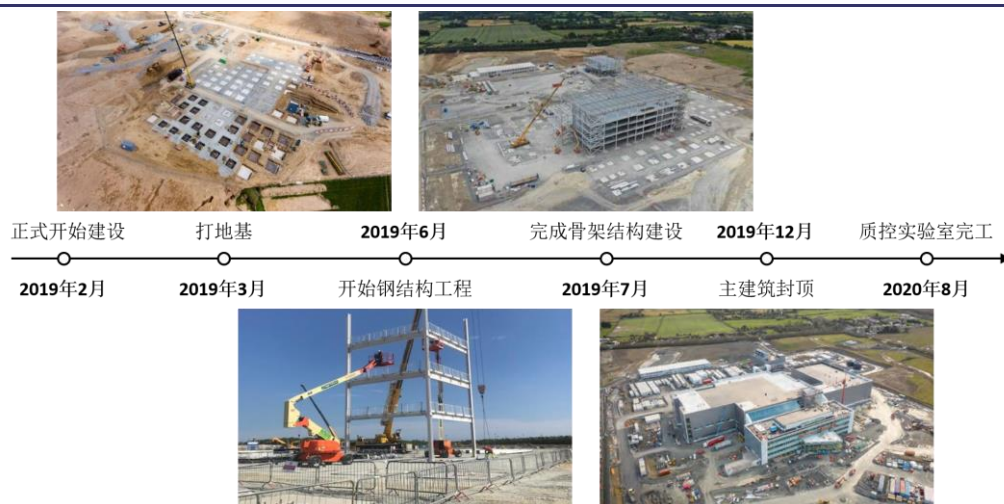 正式开始建设
打地基
2019年6月
完成骨架结构建设
2019年12月
质控实验室完工
2019年2月
2019年3月
开始钢结构工程
2019年7月
主建筑封顶
2020年8月